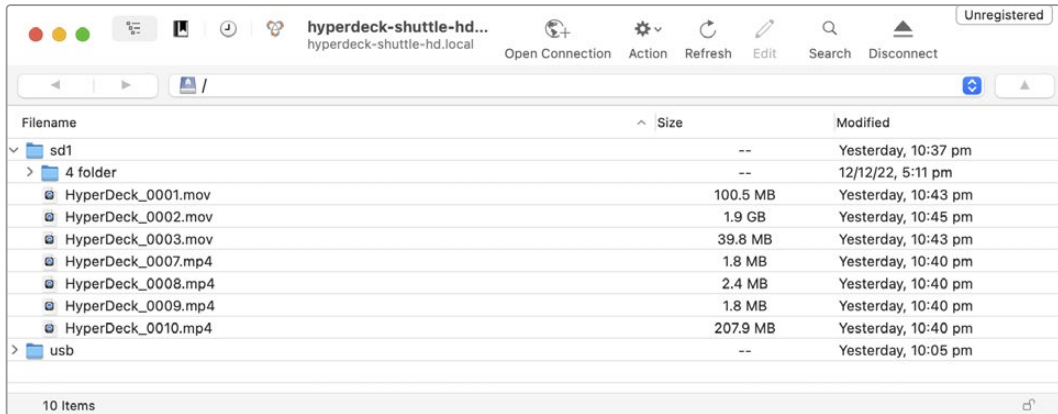 Unregistered
hyperdeck-shuttle-hd...
hyperdeck-shuttle-hd.local
Open Connection Action Refresh Edit Search Disconnect
/
Filename Size Modified
sd1 -- Yesterday, 10:37 pm
4 folder -- 12/12/22, 5:11 pm
HyperDeck_0001.mov 100.5 MB Yesterday, 10:43 pm
HyperDeck_0002.mov 1.9 GB Yesterday, 10:45 pm
HyperDeck_0003.mov 39.8 MB Yesterday, 10:43 pm
HyperDeck_0007.mp4 1.8 MB Yesterday, 10:40 pm
HyperDeck_0008.mp4 2.4 MB Yesterday, 10:40 pm
HyperDeck_0009.mp4 1.8 MB Yesterday, 10:40 pm
HyperDeck_0010.mp4 207.9 MB Yesterday, 10:40 pm
usb -- Yesterday, 10:05 pm
10 Items